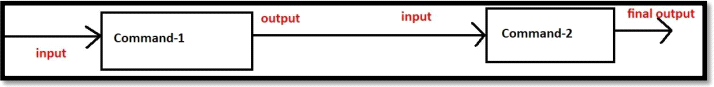 input
Command-1
output
input
Command-2
final output